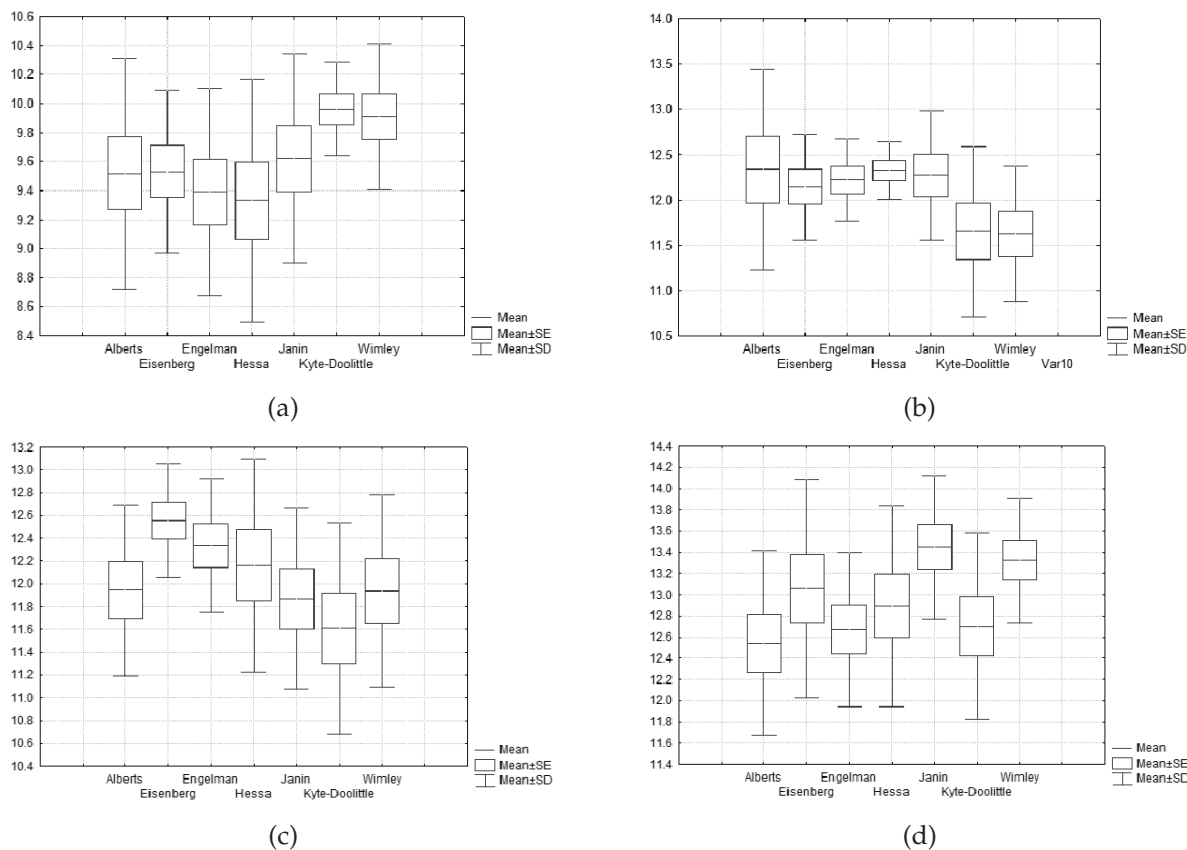 10.6
10.4
10.2
10.0
9.8
9.6
9.4
9.2
9.0
8.8
8.6
8.4
Alberts Engelman Janin Wimley
Eisenberg Hessa Kyte-Doolittle
Mean
Mean±SE
Mean±SD
(a)
14.0
13.5
13.0
12.5
12.0
11.5
11.0
10.5
Alberts Engelman Janin Wimley
Eisenberg Hessa Kyte-Doolittle Var10
Mean
Mean±SE
Mean±SD
(b)
13.2
13.0
12.8
12.6
12.4
12.2
12.0
11.8
11.6
11.4
11.2
11.0
10.8
10.6
10.4
Alberts Engelman Janin Wimley
Eisenberg Hessa Kyte-Doolittle
Mean
Mean±SE
Mean±SD
(c)
14.4
14.2
14.0
13.8
13.6
13.4
13.2
13.0
12.8
12.6
12.4
12.2
12.0
11.8
11.6
11.4
Alberts Engelman Janin Wimley
Eisenberg Hessa Kyte-Doolittle
Mean
Mean±SE
Mean±SD
(d)